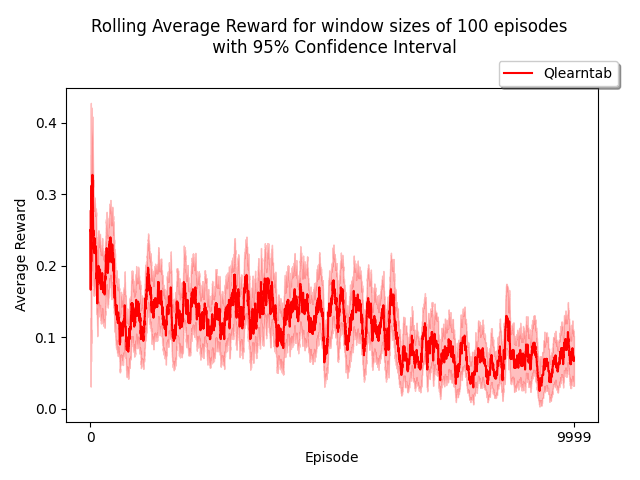 Rolling Average Reward for window sizes of 100 episodes
with 95% Confidence Interval
Qlearntab
0.4
0.3
0.2
0.1
0.0
Average Reward
0
9999
Episode